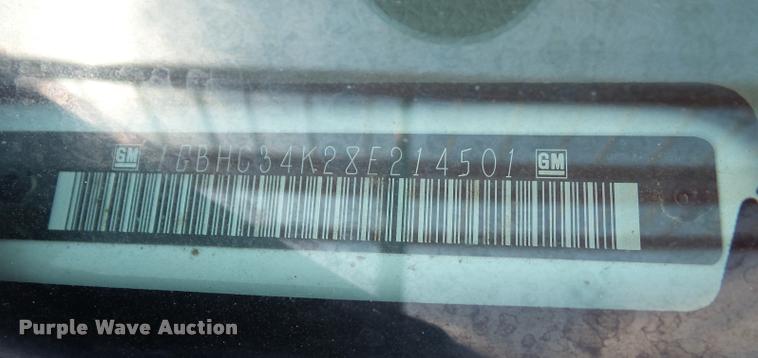 GM 1GBHC34K28E214501 GM
Purple Wave Auction